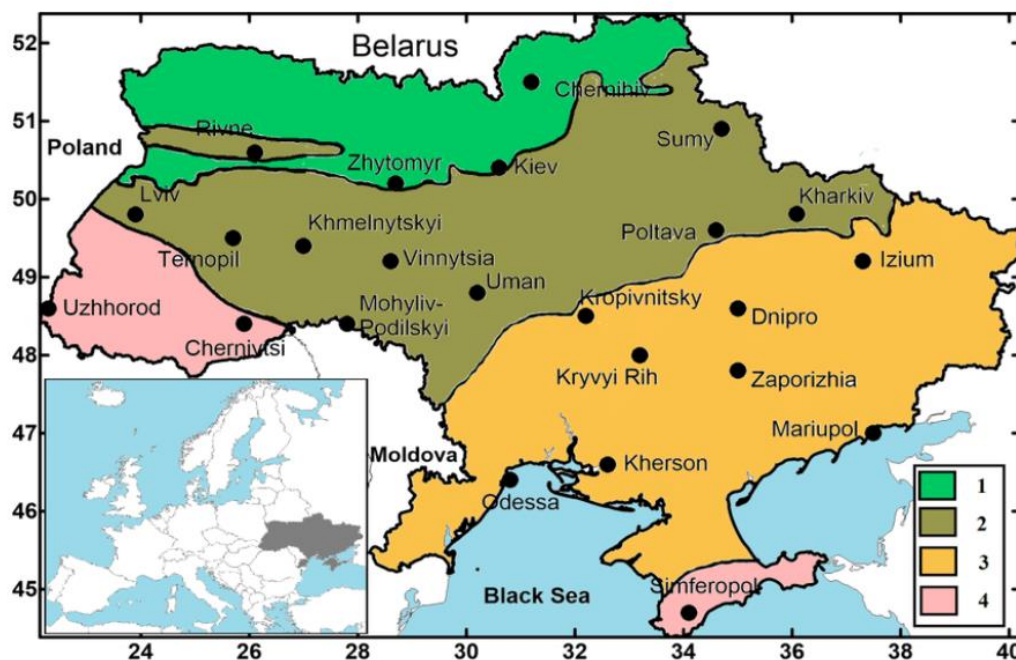 52
51
50
49
48
47
46
45
24
26
28
30
32
34
36
38
40
Belarus
Chernihiv
Poland
Rivne
Sumy
Zhytomyr
Kiev
Lviv
Kharkiv
Khmelnytskyi
Poltava
Ternopil
Vinnytsia
Izium
Uman
Uzhhorod
Mohyliv-
Podilskyi
Kropivnitsky
Dnipro
Chernivtsi
Kryvyi Rih
Zaporizhia
Mariupol
Moldova
Kherson
Odessa
Simferopol
Black Sea
1
2
3
4